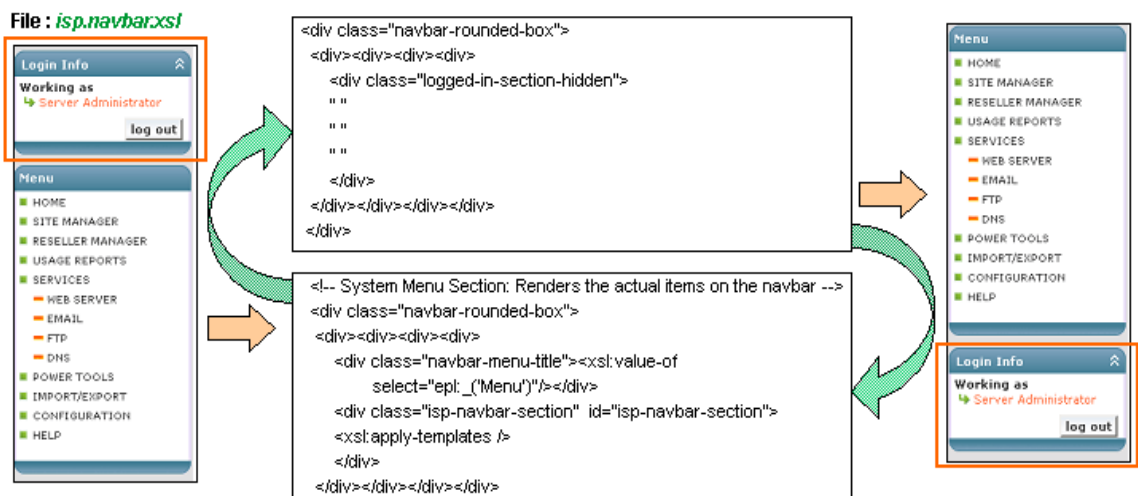 File : isp.navbar.xsl
Login Info
Working as
Server Administrator
log out
Menu
HOME
SITE MANAGER
RESELLER MANAGER
USAGE REPORTS
SERVICES
WEB SERVER
EMAIL
FTP
DNS
POWER TOOLS
IMPORT/EXPORT
CONFIGURATION
HELP
<div class="navbar-rounded-box">
<div><div><div><div>
<div class="logged-in-section-hidden">
" "
" "
" "
</div>
</div></div></div></div>
</div>
<!-- System Menu Section: Renders the actual items on the navbar -->
<div class="navbar-rounded-box">
<div><div><div><div>
<div class="navbar-menu-title"><xsl:value-of
select="epl:_('Menu')"/></div>
<div class="isp-navbar-section" id="isp-navbar-section">
<xsl:apply-templates />
</div>
</div></div></div></div>
Menu
HOME
SITE MANAGER
RESELLER MANAGER
USAGE REPORTS
SERVICES
WEB SERVER
EMAIL
FTP
DNS
POWER TOOLS
IMPORT/EXPORT
CONFIGURATION
HELP
Login Info
Working as
Server Administrator
log out